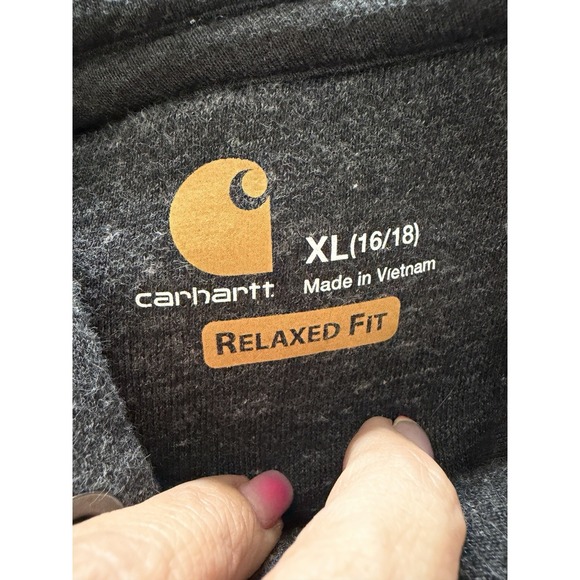 carhartt
XL(16/18)
Made in Vietnam
RELAXED FIT